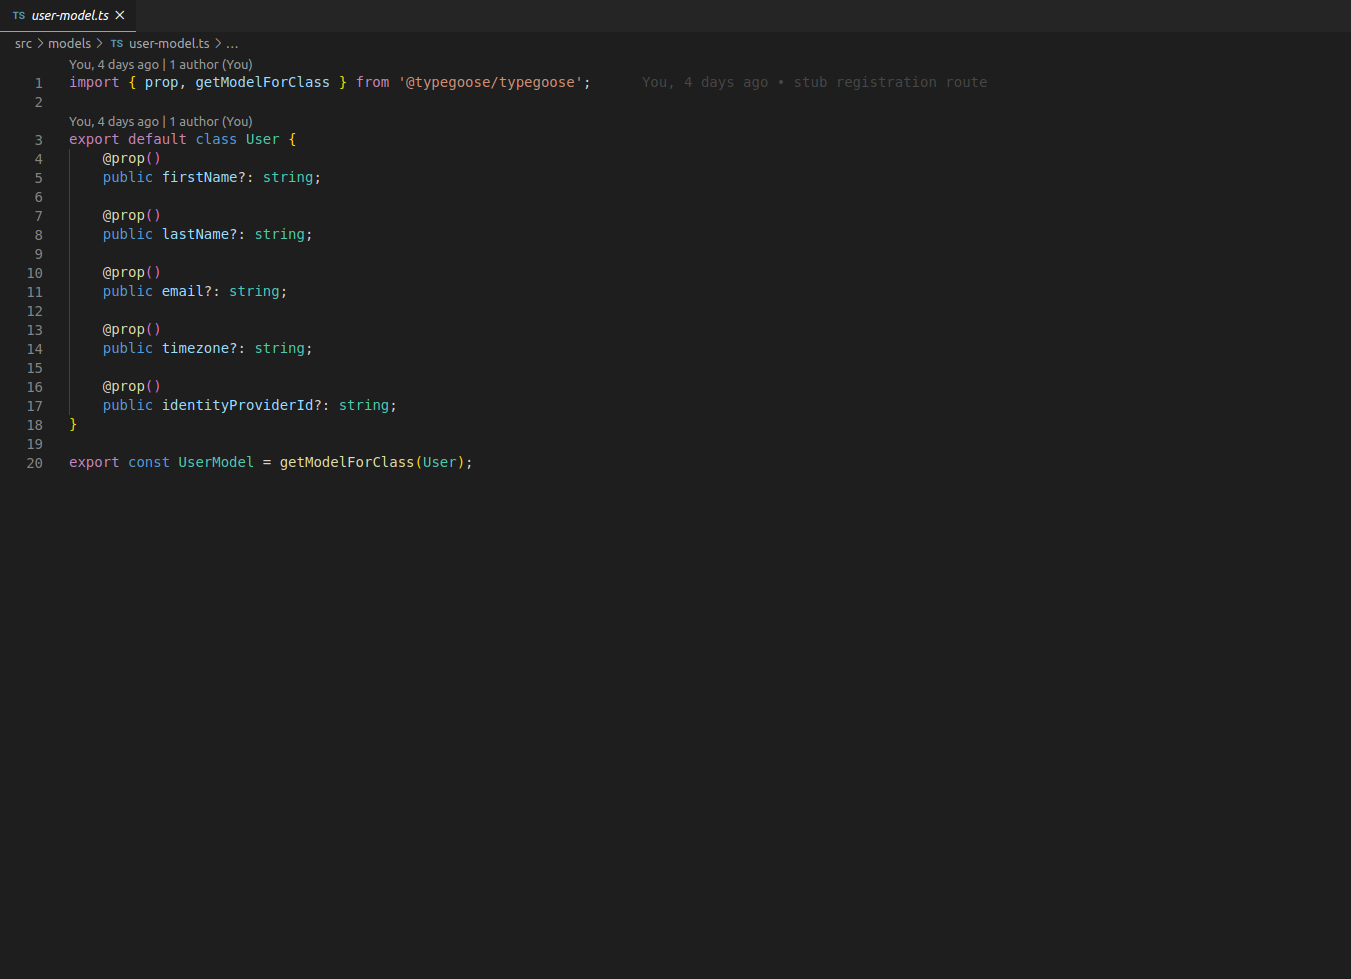 TS user-model.ts ×
src > models > TS user-model.ts > ...
You, 4 days ago | 1 author (You)
1 import { prop, getModelForClass } from '@typegoose/typegoose'; You, 4 days ago • stub registration route
2
You, 4 days ago | 1 author (You)
3 export default class User {
4 @prop()
5 public firstName?: string;
6
7 @prop()
8 public lastName?: string;
9
10 @prop()
11 public email?: string;
12
13 @prop()
14 public timezone?: string;
15
16 @prop()
17 public identityProviderId?: string;
18 }
19
20 export const UserModel = getModelForClass(User);